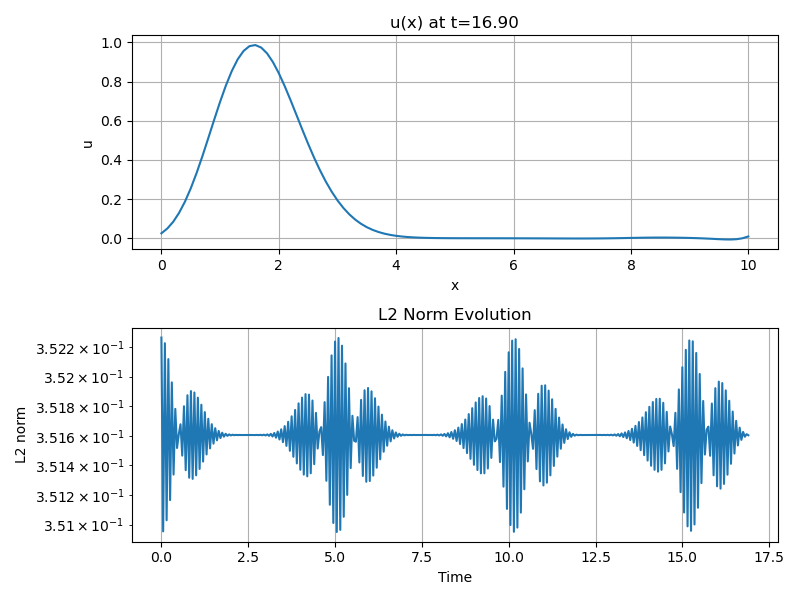 u(x) at t=16.90
1.0
0.8
0.6
0.4
0.2
0.0
u
0 2 4 6 8 10
x
L2 Norm Evolution
3.522 × 10⁻¹
3.52 × 10⁻¹
3.518 × 10⁻¹
3.516 × 10⁻¹
3.514 × 10⁻¹
3.512 × 10⁻¹
3.51 × 10⁻¹
L2 norm
0.0 2.5 5.0 7.5 10.0 12.5 15.0 17.5
Time